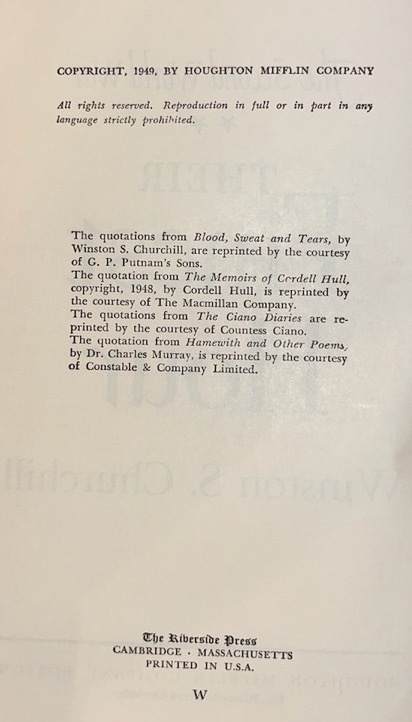 COPYRIGHT, 1949, BY HOUGHTON MIFFLIN COMPANY
All rights reserved. Reproduction in full or in part in any
language strictly prohibited.
The quotations from Blood, Sweat and Tears, by
Winston S. Churchill, are reprinted by the courtesy
of G. P. Putnam's Sons.
The quotation from The Memoirs of Cordell Hull,
copyright, 1948, by Cordell Hull, is reprinted by
the courtesy of The Macmillan Company.
The quotations from The Ciano Diaries are re-
printed by the courtesy of Countess Ciano.
The quotation from Hamewith and Other Poems,
by Dr. Charles Murray, is reprinted by the courtesy
of Constable & Company Limited.
The Riverside Press
CAMBRIDGE · MASSACHUSETTS
PRINTED IN U.S.A.
W